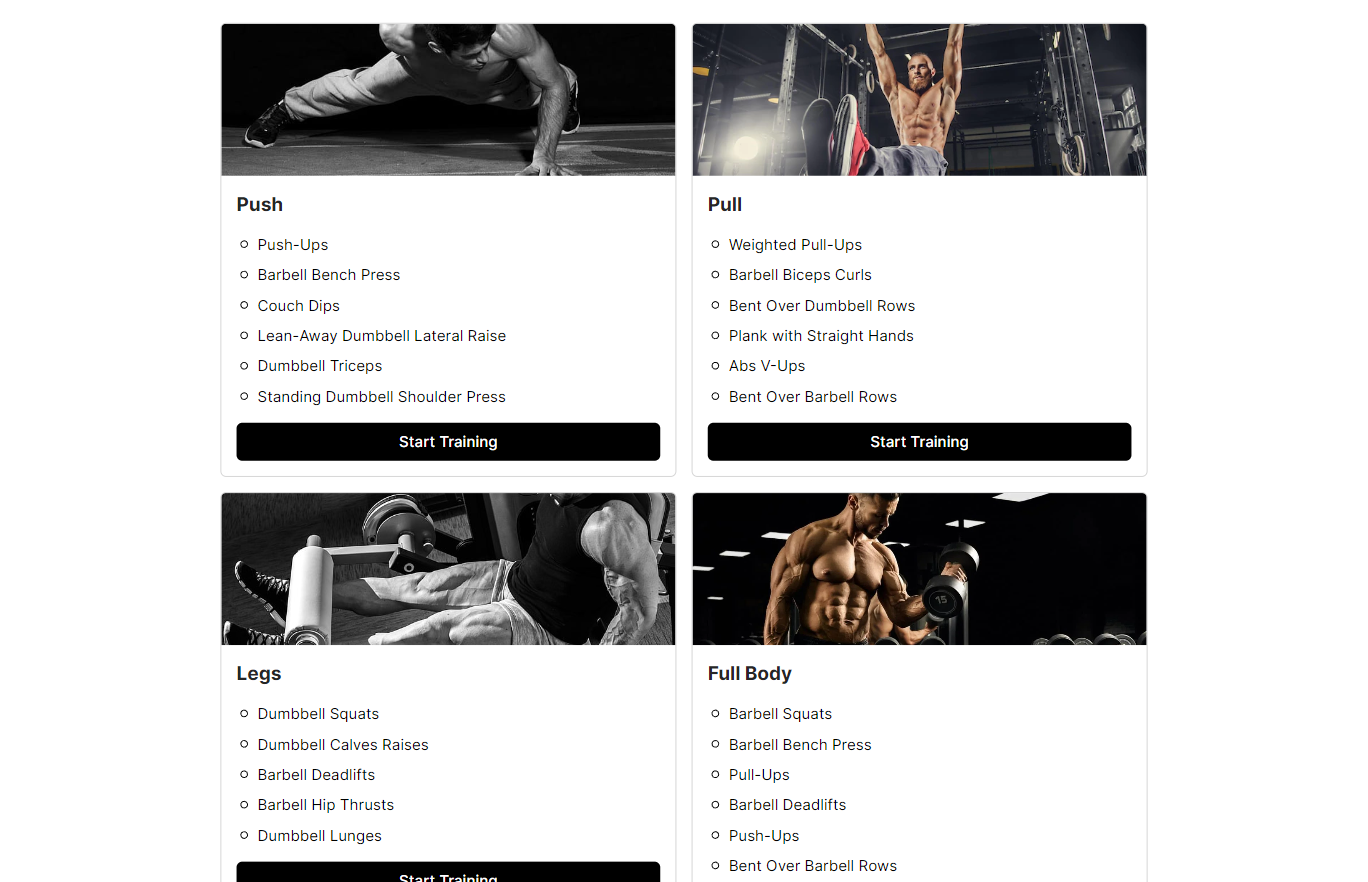 Push
Push-Ups
Barbell Bench Press
Couch Dips
Lean-Away Dumbbell Lateral Raise
Dumbbell Triceps
Standing Dumbbell Shoulder Press
Start Training
Pull
Weighted Pull-Ups
Barbell Biceps Curls
Bent Over Dumbbell Rows
Plank with Straight Hands
Abs V-Ups
Bent Over Barbell Rows
Start Training
Legs
Dumbbell Squats
Dumbbell Calves Raises
Barbell Deadlifts
Barbell Hip Thrusts
Dumbbell Lunges
Start Training
15
Full Body
Barbell Squats
Barbell Bench Press
Pull-Ups
Barbell Deadlifts
Push-Ups
Bent Over Barbell Rows